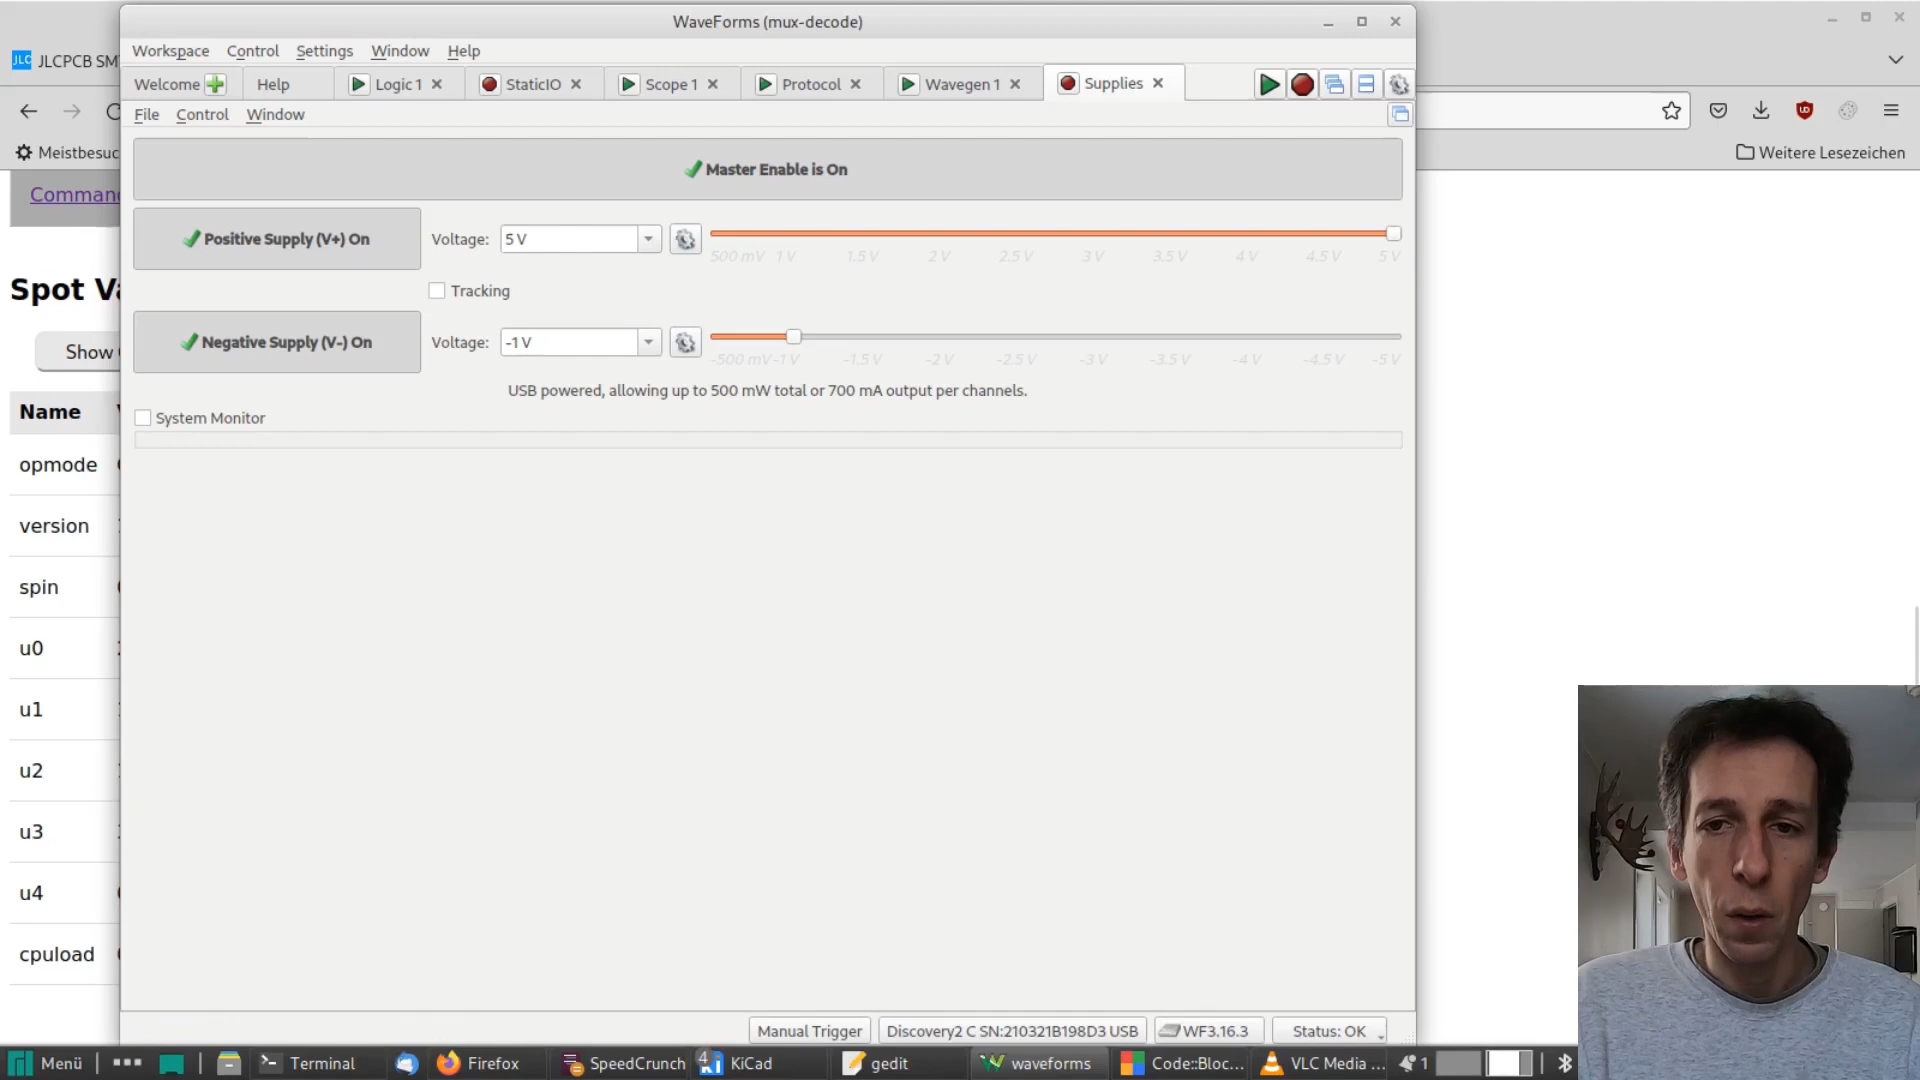 WaveForms (mux-decode)
Workspace Control Settings Window Help
JLC JLCPCB SM
Welcome Help Logic 1 StaticIO Scope 1 Protocol Wavegen 1 Supplies
File Control Window
Meistbesuc
Weitere Lesezeichen
Master Enable is On
Comman
Positive Supply (V+) On Voltage: 5 V
500 mV 1 V 1.5 V 2 V 2.5 V 3 V 3.5 V 4 V 4.5 V 5 V
Tracking
Spot Va
Negative Supply (V-) On Voltage: -1 V
-500 mV -1 V -1.5 V -2 V -2.5 V -3 V -3.5 V -4 V -4.5 V -5 V
Show
USB powered, allowing up to 500 mW total or 700 mA output per channels.
Name
System Monitor
opmode
version
spin
u0
u1
u2
u3
u4
cpuload
Manual Trigger Discovery2 C SN:210321B198D3 USB WF3.16.3 Status: OK
Menü Terminal Firefox SpeedCrunch 4 KiCad gedit waveforms Code::Bloc... VLC Media ... 1